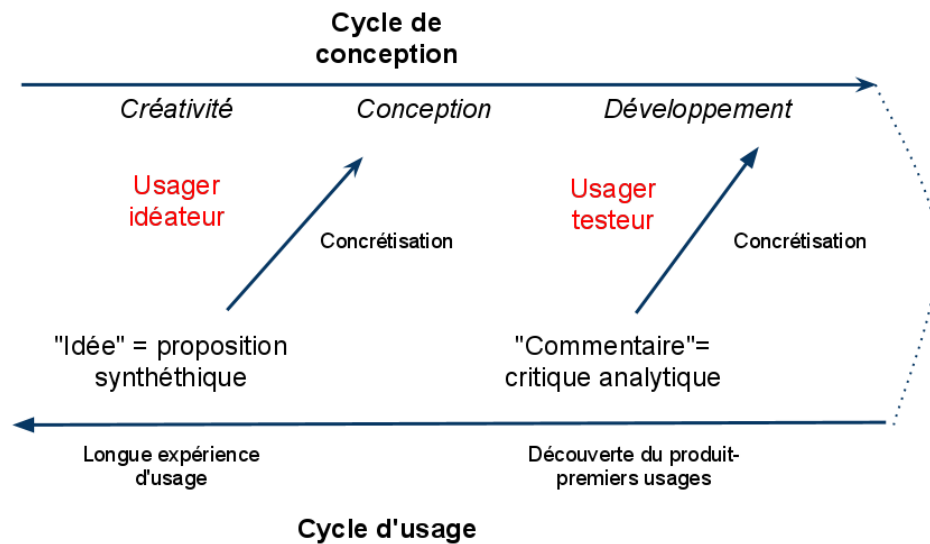 Cycle de
conception
Créativité
Conception
Développement
Usager
idéateur
Usager
testeur
Concrétisation
Concrétisation
"Idée" = proposition
synthéthique
"Commentaire"=
critique analytique
Longue expérience
d'usage
Découverte du produit-
premiers usages
Cycle d'usage